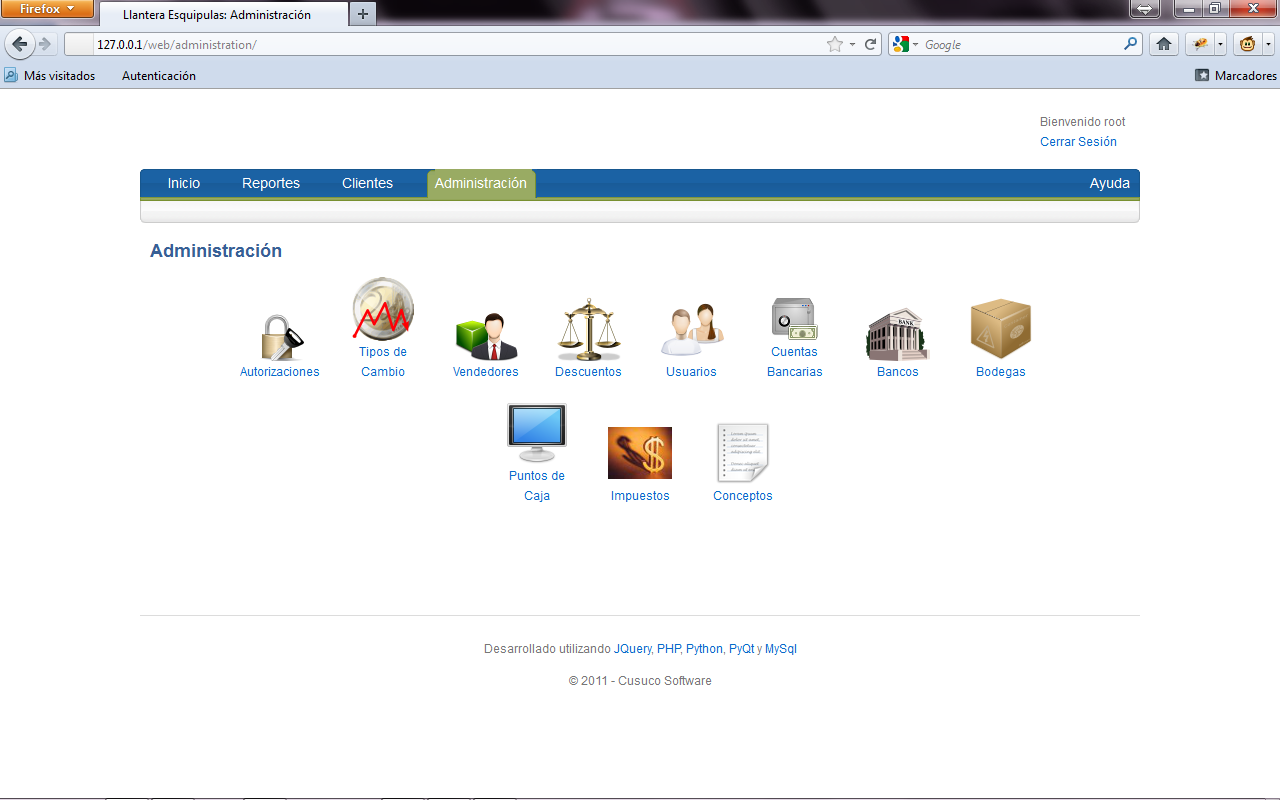 Firefox
Llantera Esquipulas: Administración
127.0.0.1/web/administration/
Google
Más visitados
Autenticación
Marcadores
Bienvenido root
Cerrar Sesión
Inicio
Reportes
Clientes
Administración
Ayuda
Administración
BANK
Autorizaciones
Tipos de
Cambio
Vendedores
Descuentos
Usuarios
Cuentas
Bancarias
Bancos
Bodegas
Puntos de
Caja
Impuestos
Conceptos
Desarrollado utilizando JQuery, PHP, Python, PyQt y MySql
© 2011 - Cusuco Software